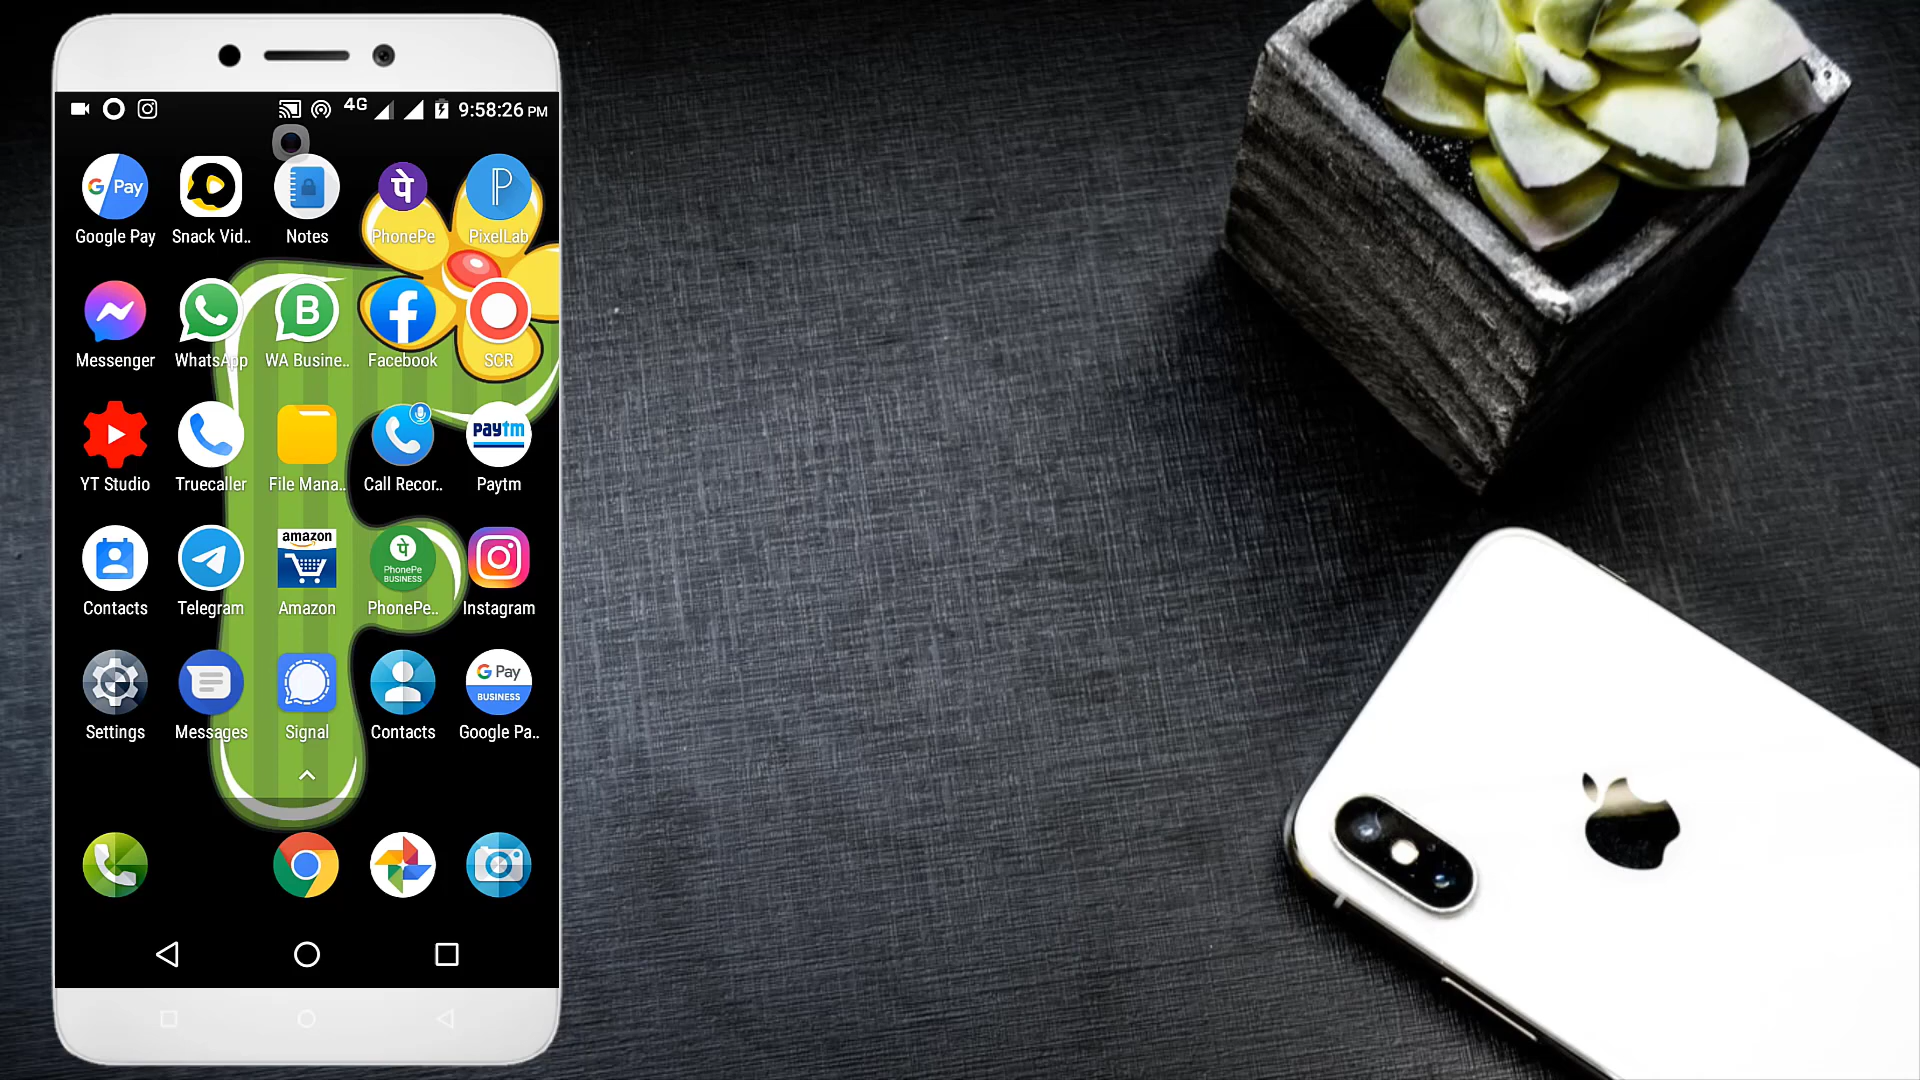 4G 9:58:26 PM
G Pay पे P
Google Pay Snack Vid.. Notes PhonePe PixelLab
B f
Messenger WhatsApp WA Busine.. Facebook SCR
paytm
YT Studio Truecaller File Mana.. Call Recor.. Paytm
amazon पे PhonePe BUSINESS
Contacts Telegram Amazon PhonePe.. Instagram
G Pay BUSINESS
Settings Messages Signal Contacts Google Pa..